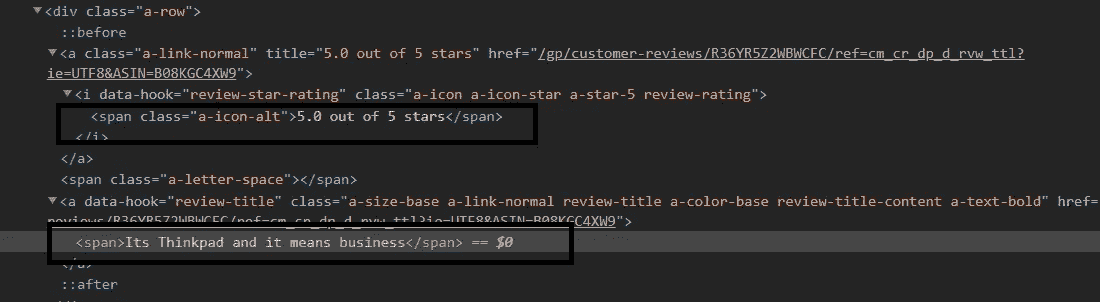 ▼<div class="a-row">
::before
▼<a class="a-link-normal" title="5.0 out of 5 stars" href="/gp/customer-reviews/R36YR5Z2WBWCFC/ref=cm_cr_dp_d_rvw_ttl?
ie=UTF8&ASIN=B08KGC4XW9">
▼<i data-hook="review-star-rating" class="a-icon a-icon-star a-star-5 review-rating">
<span class="a-icon-alt">5.0 out of 5 stars</span>
</i>
</a>
<span class="a-letter-space"></span>
▼<a data-hook="review-title" class="a-size-base a-link-normal review-title a-color-base review-title-content a-text-bold" href=
reviews/R36YR5Z2WBWCFC/ref=cm_cr_dp_d_rvw_ttl?ie=UTF8&ASIN=B08KGC4XW9">
<span>Its Thinkpad and it means business</span> == $0
</a>
::after